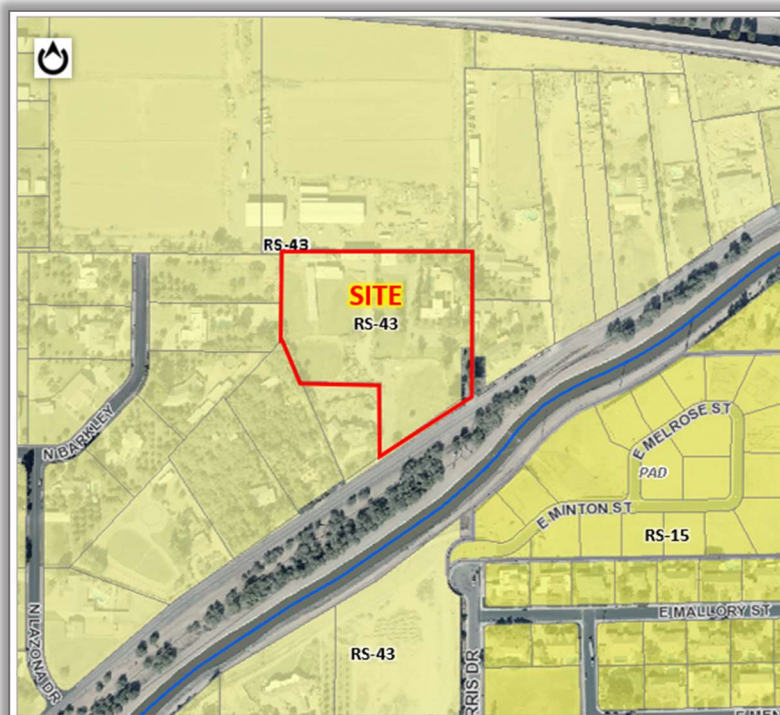 RS-43
SITE
RS-43
N BARKLEY
E MELROSE ST
PAD
E MINTON ST
RS-15
E MALLORY ST
N LAZONA DR
RS-43
RRIS DR